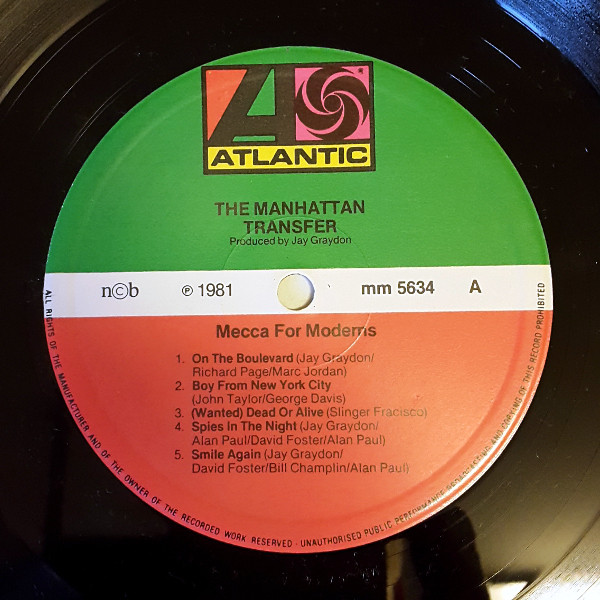 ATLANTIC
THE MANHATTAN
TRANSFER
Produced by Jay Graydon
n©b ℗ 1981 mm 5634 A
Mecca For Moderns
1. On The Boulevard (Jay Graydon/
Richard Page/Marc Jordan)
2. Boy From New York City
(John Taylor/George Davis)
3. (Wanted) Dead Or Alive (Slinger Fracisco)
4. Spies In The Night (Jay Graydon/
Alan Paul/David Foster/Alan Paul)
5. Smile Again (Jay Graydon/
David Foster/Bill Champlin/Alan Paul)
ALL RIGHTS OF THE MANUFACTURER AND OF THE OWNER OF THE RECORDED WORK RESERVED - UNAUTHORISED PUBLIC PERFORMANCE BROADCASTING AND COPYING OF THIS RECORD PROHIBITED